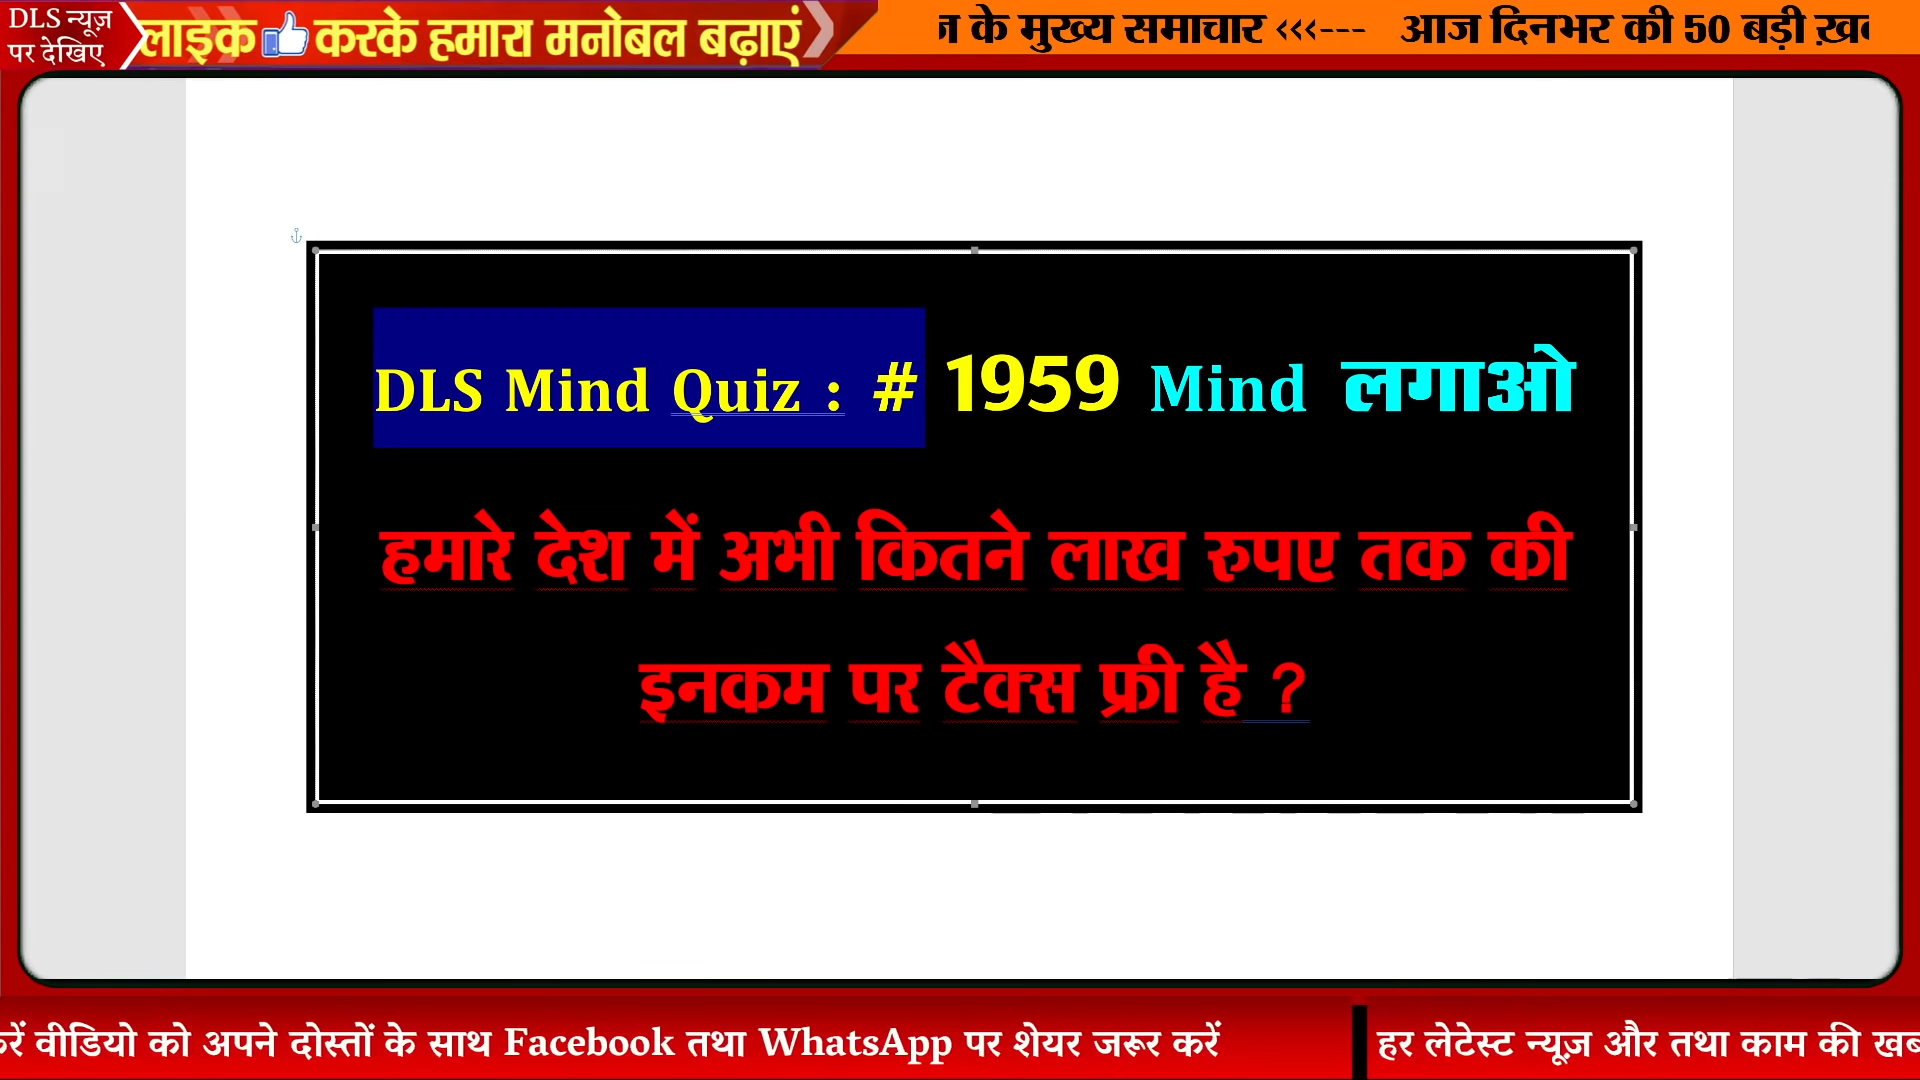 DLS न्यूज़
पर देखिए
लाइक करके हमारा मनोबल बढ़ाएं
के मुख्य समाचार <<<--- आज दिनभर की 50 बड़ी
DLS Mind Quiz : # 1959 Mind लगाओ
हमारे देश में अभी कितने लाख रुपए तक की
इनकम पर टैक्स फ्री है ?
वीडियो को अपने दोस्तों के साथ Facebook तथा WhatsApp पर शेयर जरूर करें
हर लेटेस्ट न्यूज़ और तथा काम की